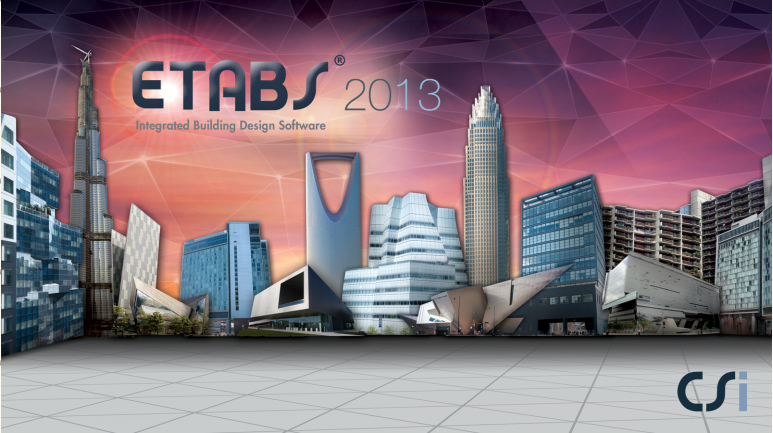 ETABS® 2013
Integrated Building Design Software
CSi